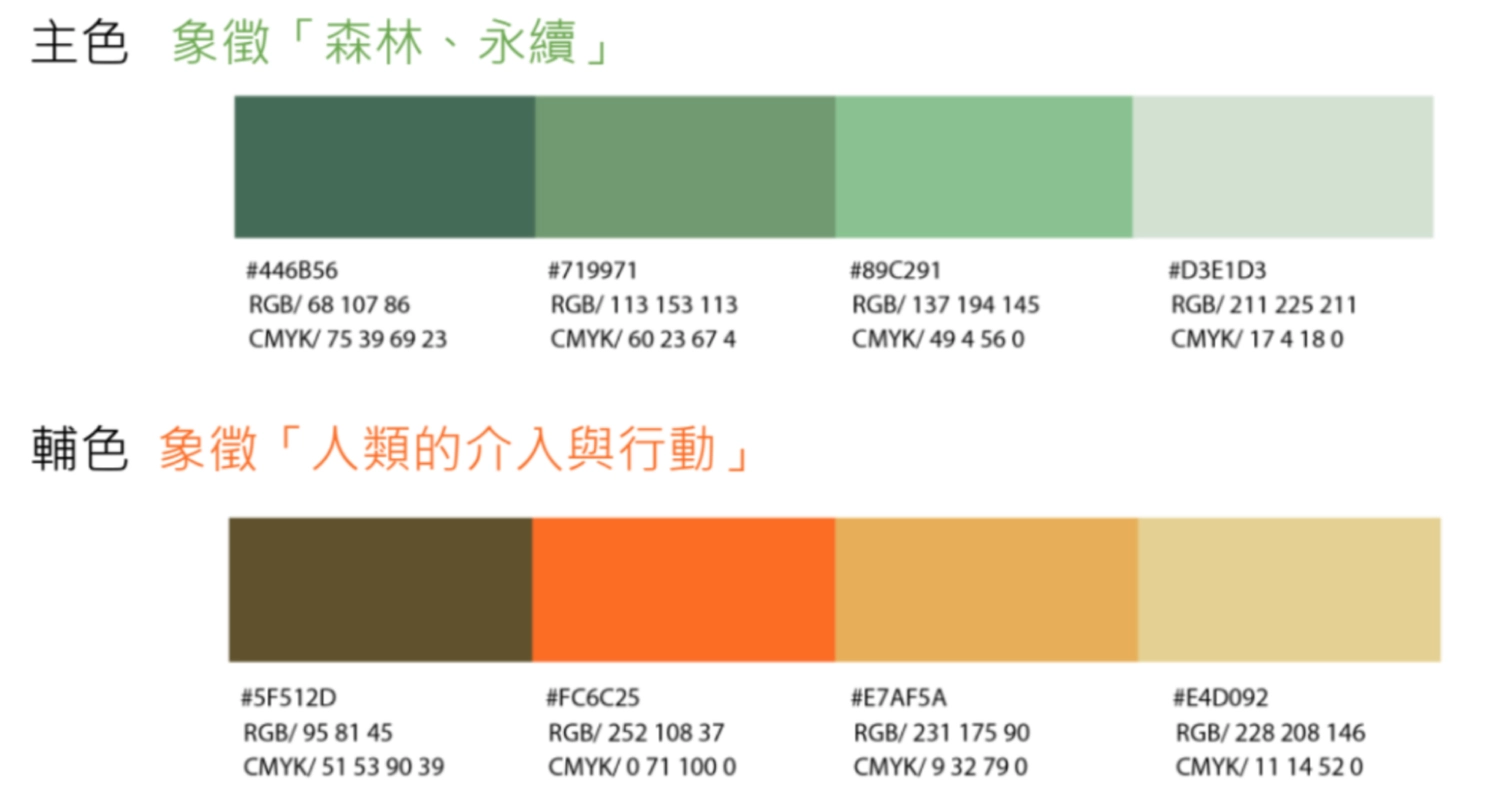 主色 象徵「森林、永續」
#446B56 #719971 #89C291 #D3E1D3
RGB/ 68 107 86 RGB/ 113 153 113 RGB/ 137 194 145 RGB/ 211 225 211
CMYK/ 75 39 69 23 CMYK/ 60 23 67 4 CMYK/ 49 4 56 0 CMYK/ 17 4 18 0
輔色 象徵「人類的介入與行動」
#5F512D #FC6C25 #E7AF5A #E4D092
RGB/ 95 81 45 RGB/ 252 108 37 RGB/ 231 175 90 RGB/ 228 208 146
CMYK/ 51 53 90 39 CMYK/ 0 71 100 0 CMYK/ 9 32 79 0 CMYK/ 11 14 52 0